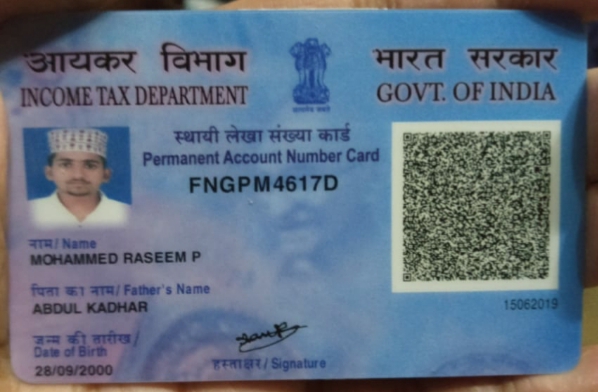 आयकर विभाग
INCOME TAX DEPARTMENT
भारत सरकार
GOVT. OF INDIA
स्थायी लेखा संख्या कार्ड
Permanent Account Number Card
FNGPM4617D
नाम / Name
MOHAMMED RASEEM P
पिता का नाम / Father's Name
ABDUL KADHAR
जन्म की तारीख /
Date of Birth
28/09/2000
हस्ताक्षर / Signature
15062019